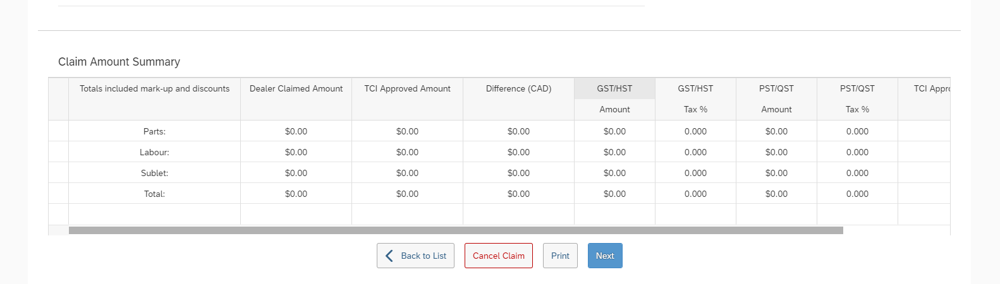 Claim Amount Summary
Totals included mark-up and discounts Dealer Claimed Amount TCI Approved Amount Difference (CAD) GST/HST GST/HST PST/QST PST/QST TCI
Amount Tax % Amount Tax %
Parts: $0.00 $0.00 $0.00 $0.00 0.000 $0.00 0.000
Labour: $0.00 $0.00 $0.00 $0.00 0.000 $0.00 0.000
Sublet: $0.00 $0.00 $0.00 $0.00 0.000 $0.00 0.000
Total: $0.00 $0.00 $0.00 $0.00 0.000 $0.00 0.000
Back to List Cancel Claim Print Next